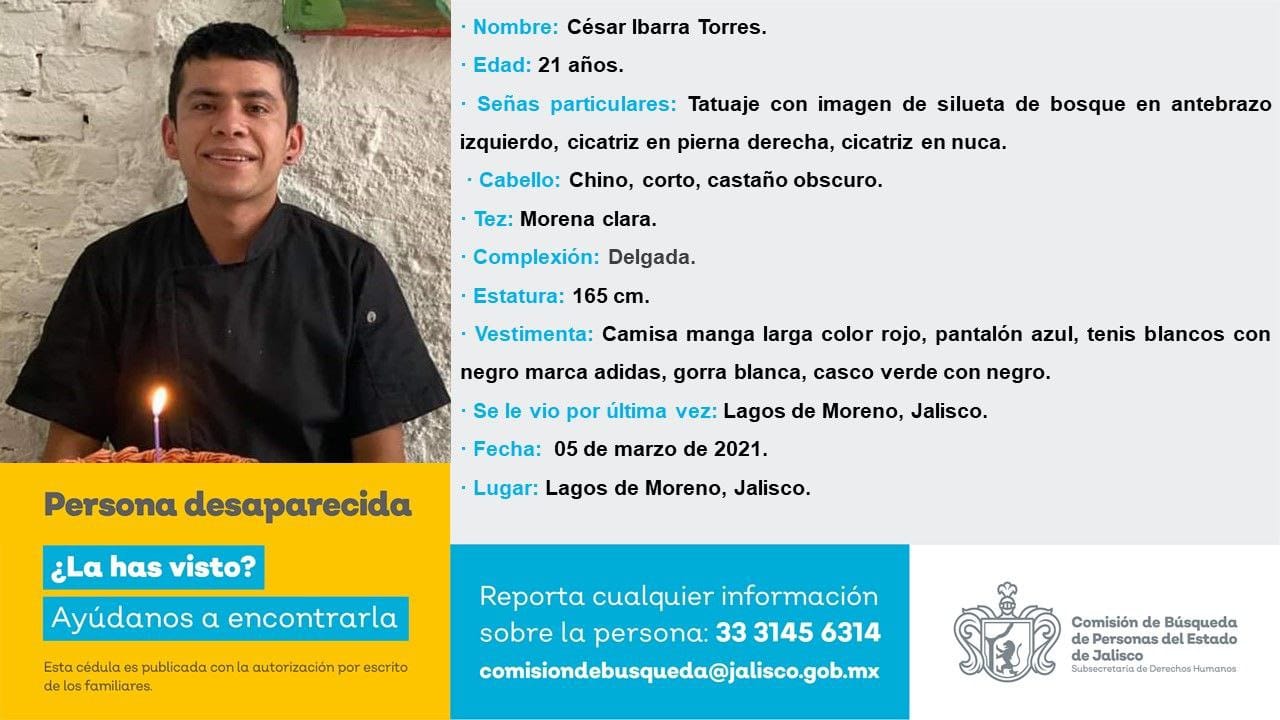 · Nombre: César Ibarra Torres.
· Edad: 21 años.
· Señas particulares: Tatuaje con imagen de silueta de bosque en antebrazo
izquierdo, cicatriz en pierna derecha, cicatriz en nuca.
· Cabello: Chino, corto, castaño obscuro.
· Tez: Morena clara.
· Complexión: Delgada.
· Estatura: 165 cm.
· Vestimenta: Camisa manga larga color rojo, pantalón azul, tenis blancos con
negro marca adidas, gorra blanca, casco verde con negro.
· Se le vio por última vez: Lagos de Moreno, Jalisco.
· Fecha: 05 de marzo de 2021.
· Lugar: Lagos de Moreno, Jalisco.
Persona desaparecida
¿La has visto?
Ayúdanos a encontrarla
Esta cédula es publicada con la autorización por escrito
de los familiares.
Reporta cualquier información
sobre la persona: 33 3145 6314
comisiondebusqueda@jalisco.gob.mx
Comisión de Búsqueda
de Personas del Estado
de Jalisco
Subsecretaría de Derechos Humanos